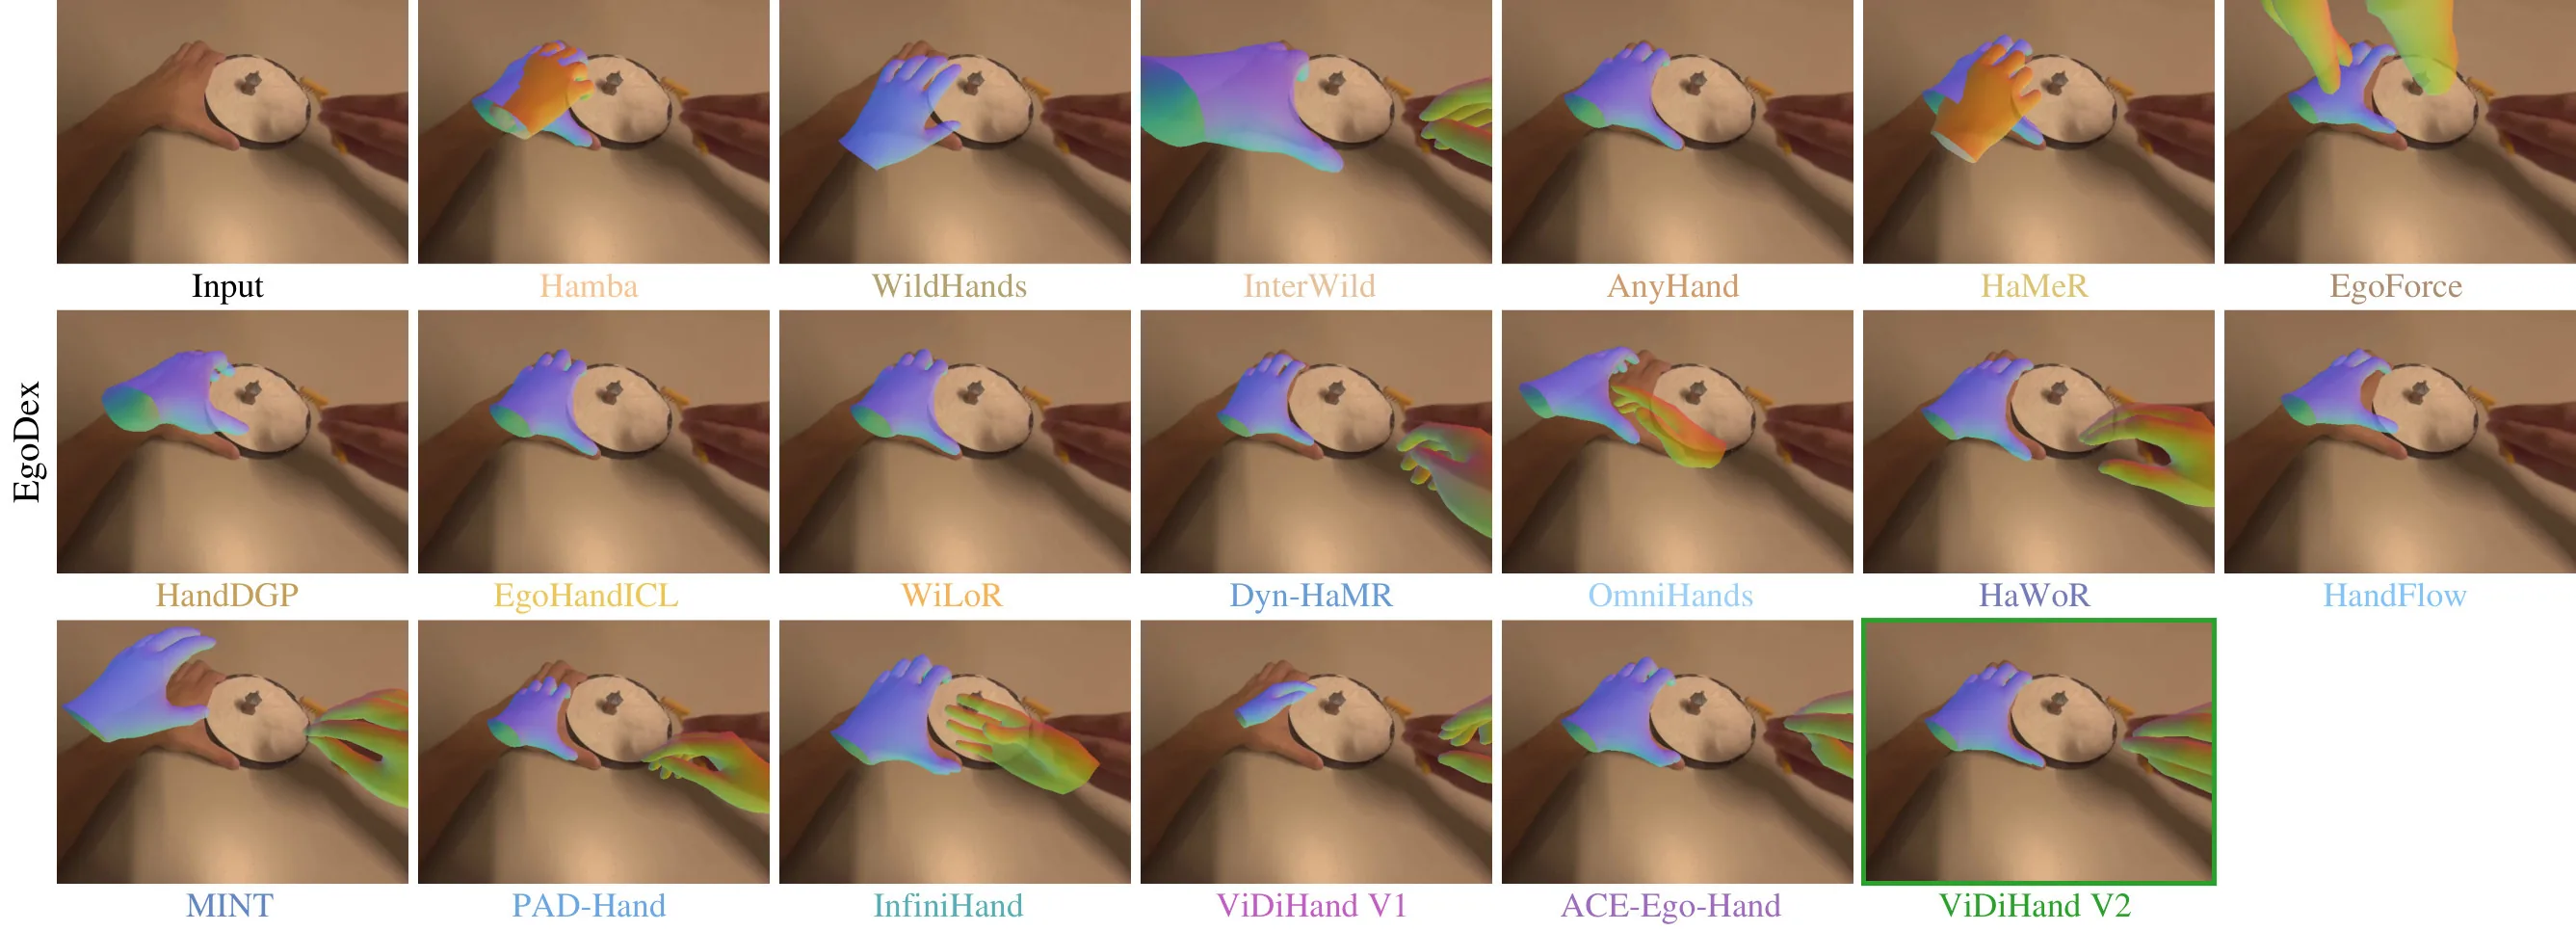 Input
Hamba
WildHands
InterWild
AnyHand
HaMeR
EgoForce
EgoDex
HandDGP
EgoHandICL
WiLoR
Dyn-HaMR
OmniHands
HaWoR
HandFlow
MINT
PAD-Hand
InfiniHand
ViDiHand V1
ACE-Ego-Hand
ViDiHand V2